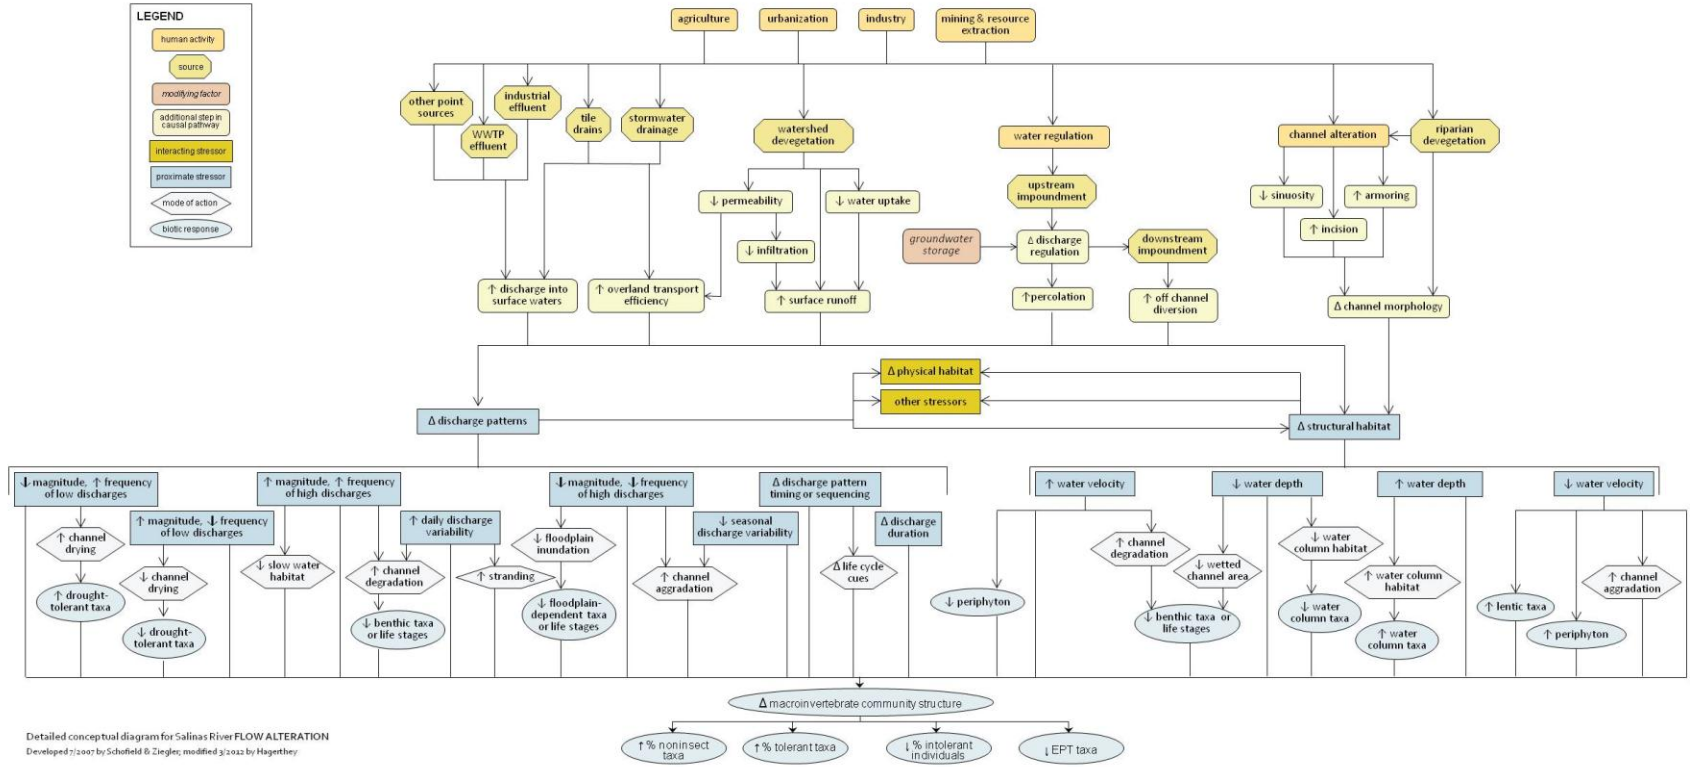 LEGEND
human activity
source
modifying factor
additional step in
causal pathway
interacting stressor
proximate stressor
mode of action
biotic response
agriculture
urbanization
industry
mining & resource
extraction
other point
sources
WWTP
effluent
industrial
effluent
tile
drains
stormwater
drainage
watershed
devegetation
water regulation
channel alteration
riparian
devegetation
upstream
impoundment
↓ permeability
↓ water uptake
↓ sinuosity
↑ armoring
↑ incision
↓ infiltration
groundwater
storage
Δ discharge
regulation
downstream
impoundment
↑ discharge into
surface waters
↑ overland transport
efficiency
↑ surface runoff
↑percolation
↑ off channel
diversion
Δ channel morphology
Δ physical habitat
other stressors
Δ discharge patterns
Δ structural habitat
↓ magnitude, ↑ frequency
of low discharges
↑ magnitude, ↓ frequency
of low discharges
↑ magnitude, ↑ frequency
of high discharges
↑ daily discharge
variability
↓ magnitude, ↓ frequency
of high discharges
↓ seasonal
discharge variability
Δ discharge pattern
timing or sequencing
Δ discharge
duration
↑ water velocity
↓ water depth
↑ water depth
↓ water velocity
↑ channel
drying
↓ channel
drying
↓ slow water
habitat
↑ channel
degradation
↑ stranding
↓ floodplain
inundation
↑ channel
aggradation
Δ life cycle
cues
↑ channel
degradation
↓ wetted
channel area
↓ water
column habitat
↑ water column
habitat
↑ channel
aggradation
↑ drought-
tolerant taxa
↓ drought-
tolerant taxa
↓ benthic taxa
or life stages
↓ floodplain-
dependent taxa
or life stages
↓ periphyton
↓ benthic taxa or
life stages
↓ water
column taxa
↑ water
column taxa
↑ lentic taxa
↑ periphyton
Δ macroinvertebrate community structure
↑ % noninsect
taxa
↑ % tolerant taxa
↓ % intolerant
individuals
↓ EPT taxa
Detailed conceptual diagram for Salinas River FLOW ALTERATION
Developed 7/2007 by Schofield & Ziegler; modified 3/2012 by Hagerthey